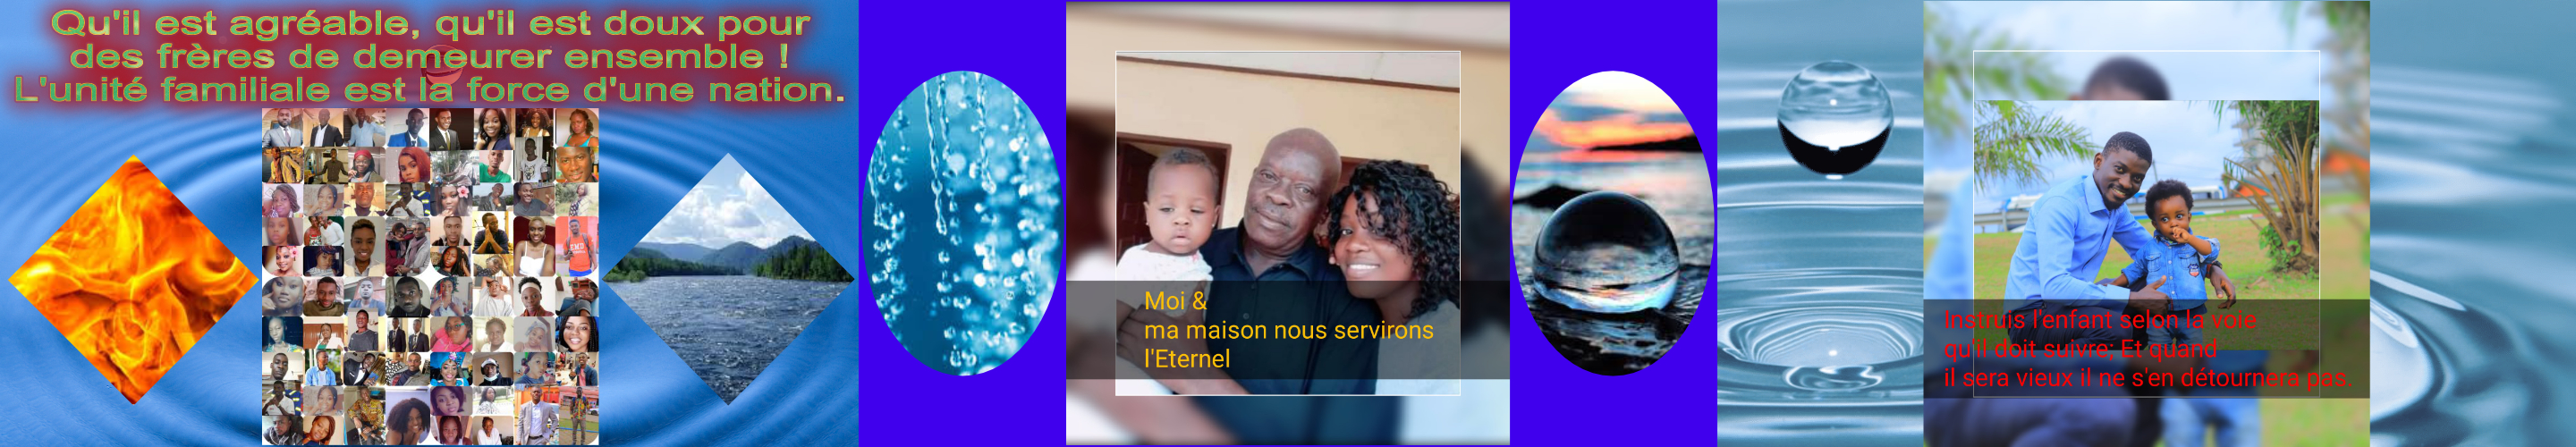 Qu'il est agréable, qu'il est doux pour
des frères de demeurer ensemble !
L'unité familiale est la force d'une nation.
Moi &
ma maison nous servirons
l'Eternel
Instruis l'enfant selon la voie
qu'il doit suivre; Et quand
il sera vieux il ne s'en détournera pas.